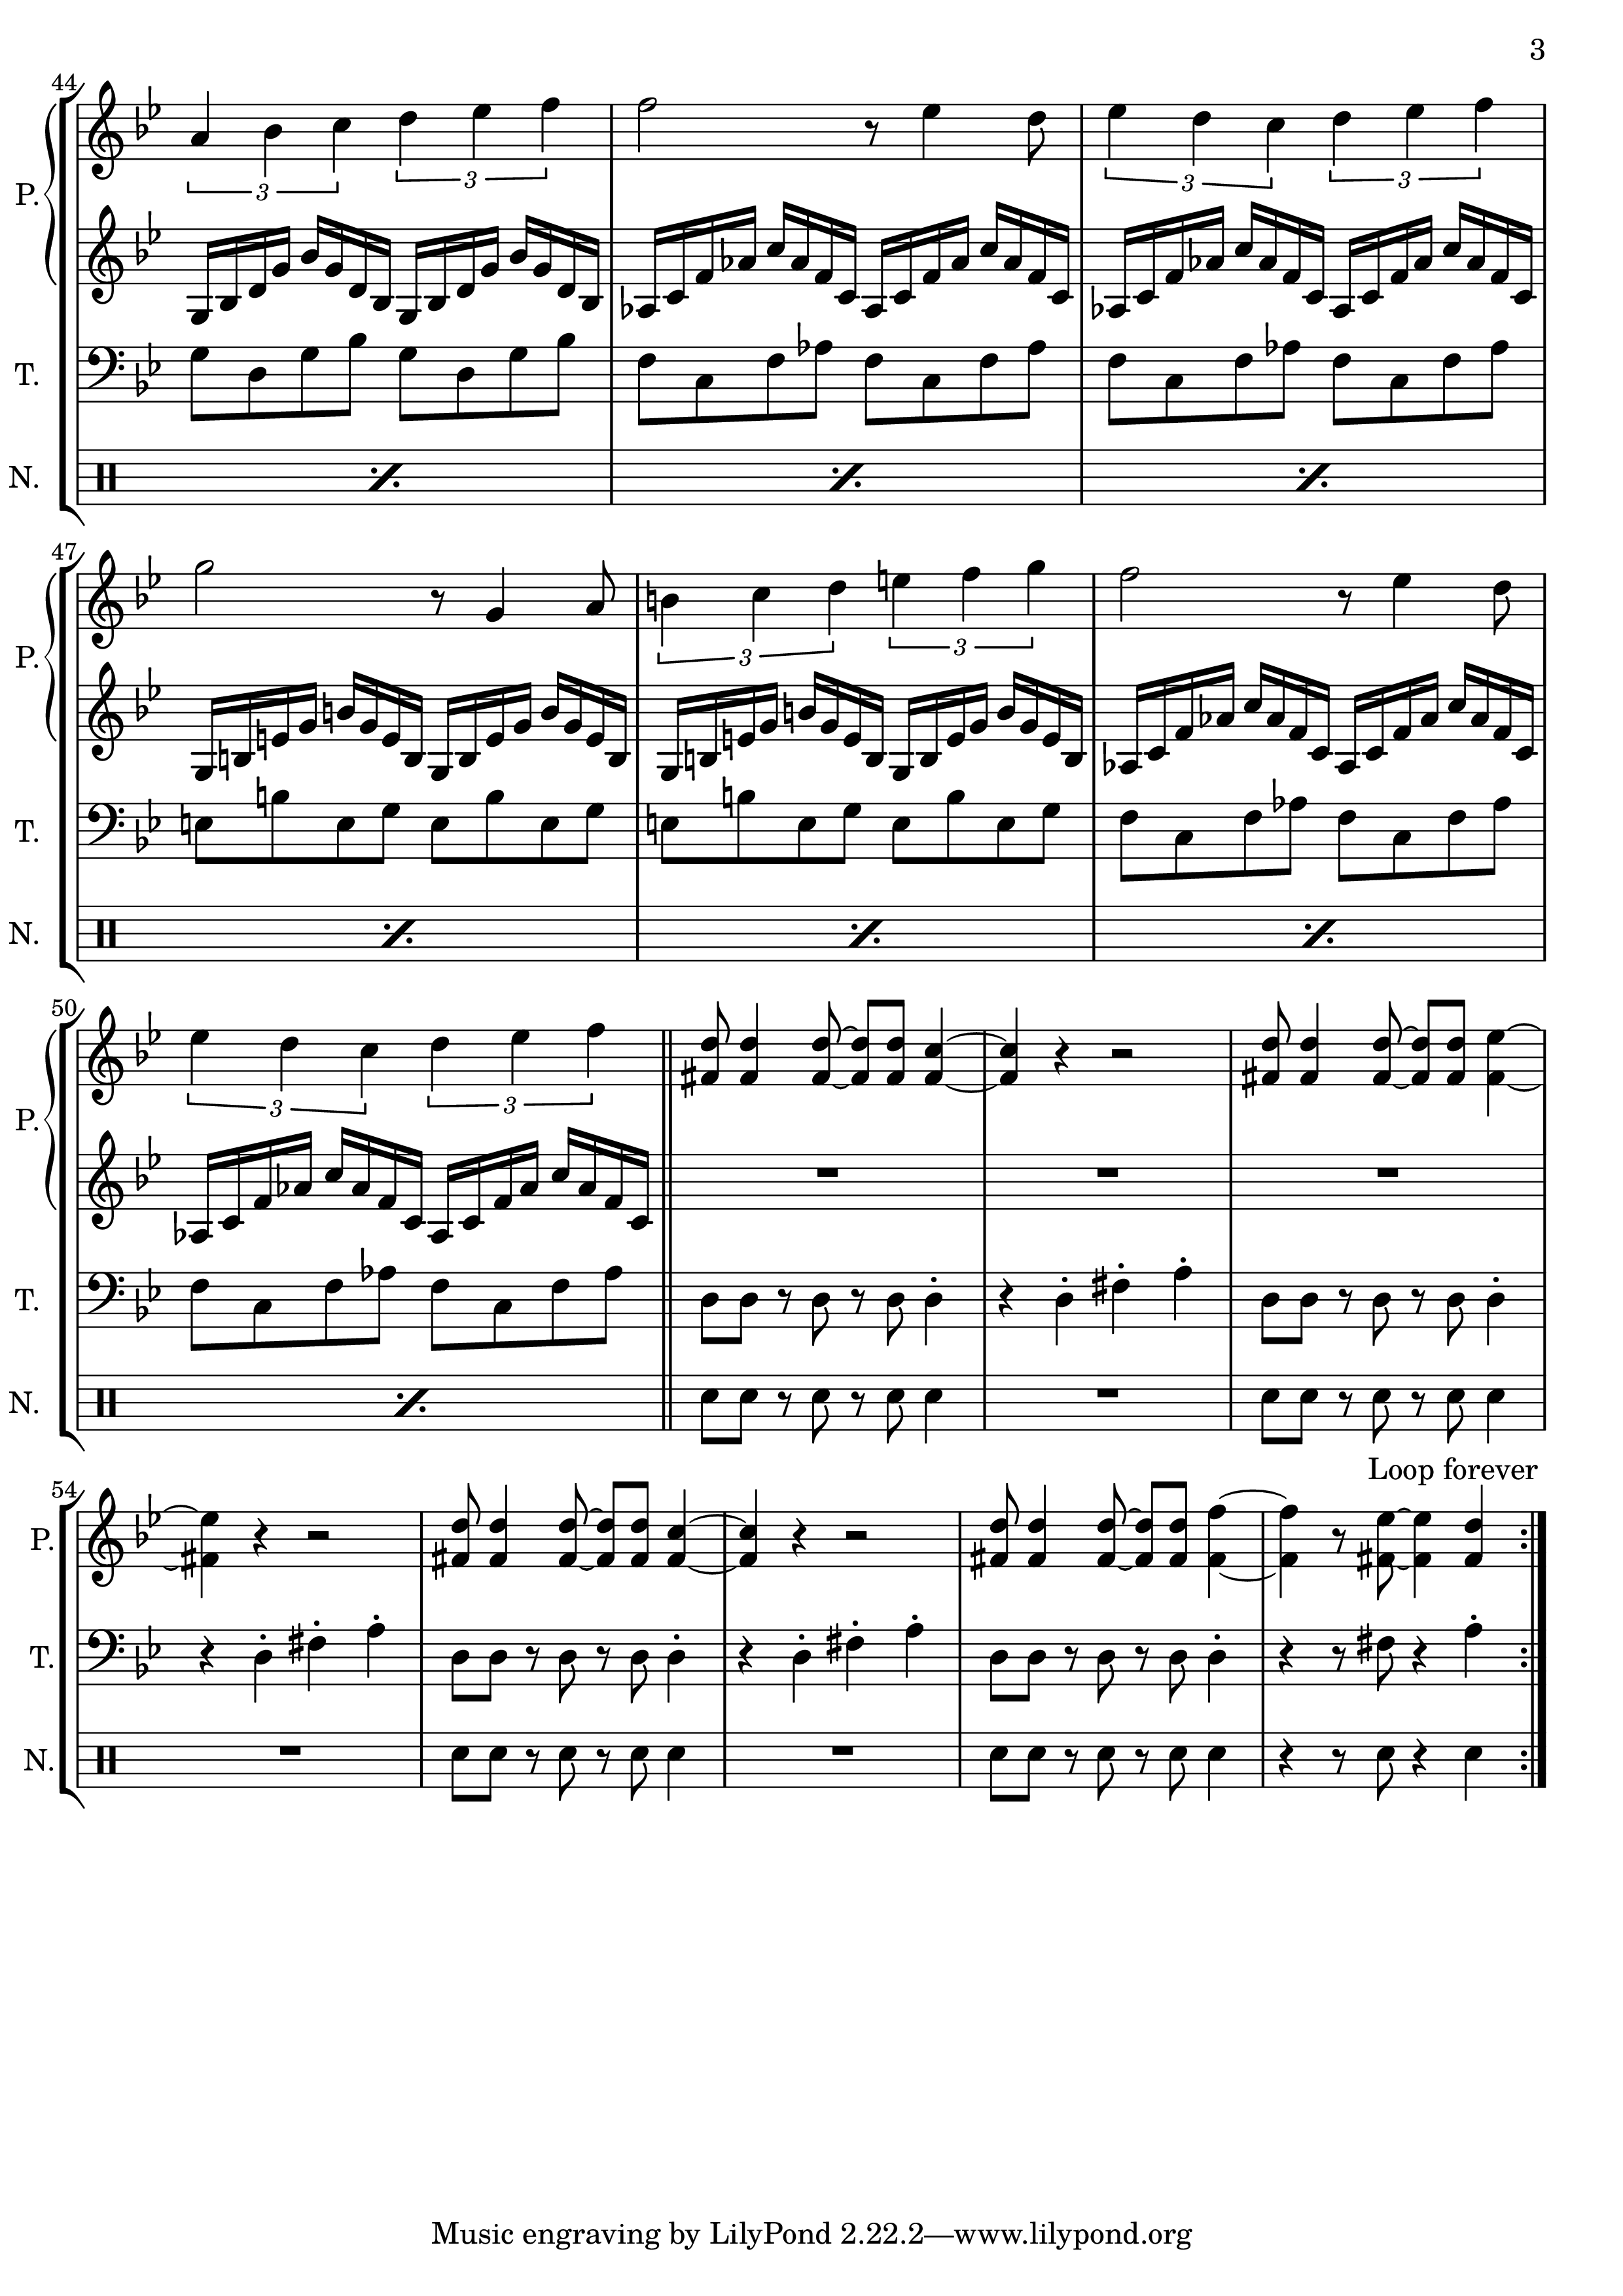 3
44
P.
3
3
3
3
T.
N.
47
P.
3
3
T.
N.
50
P.
3
3
T.
N.
Loop forever
54
P.
T.
N.
Music engraving by LilyPond 2.22.2—www.lilypond.org